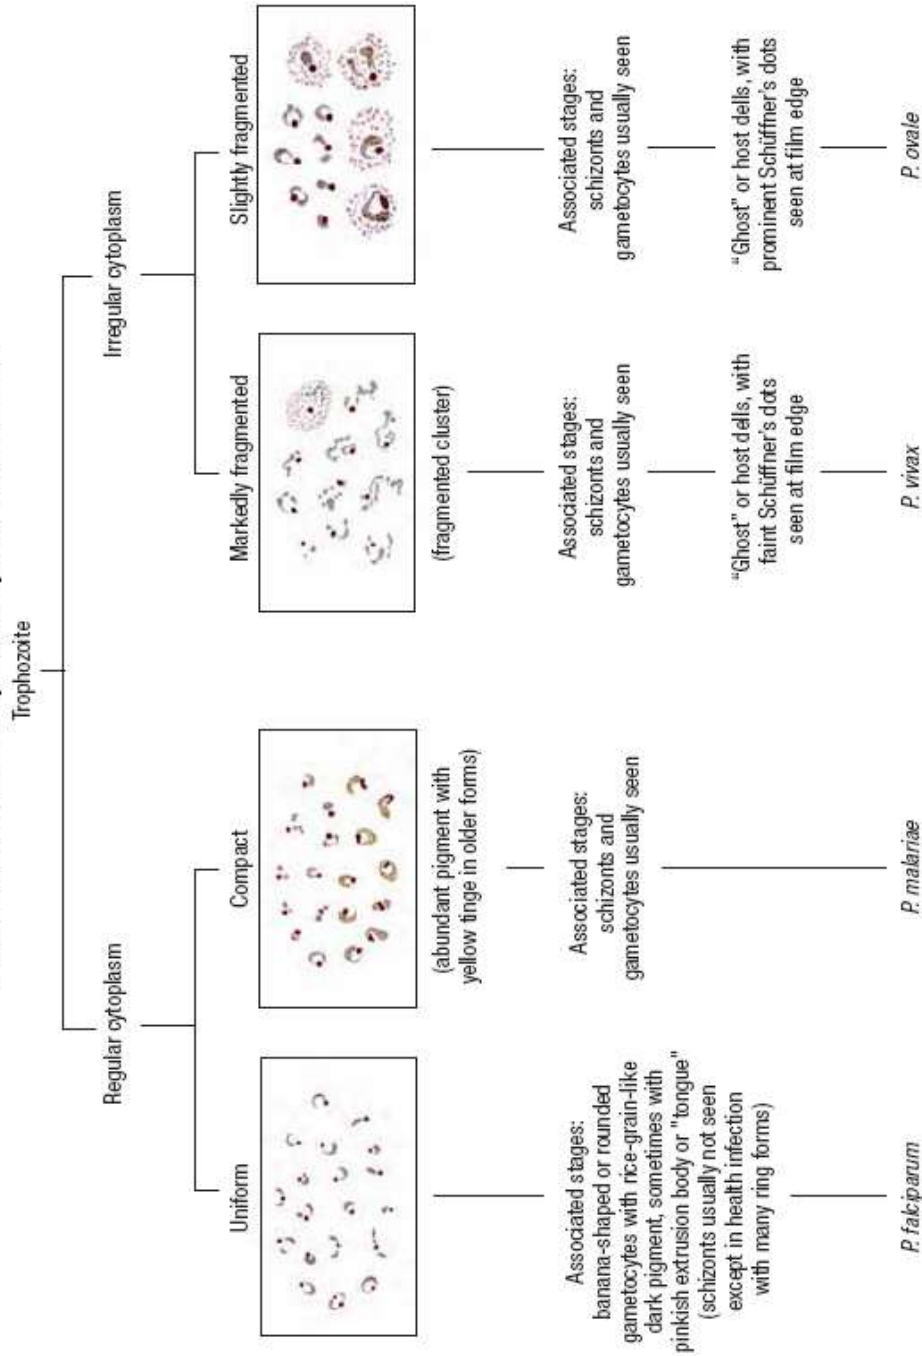 Trophozoite
Regular cytoplasm
Irregular cytoplasm
Uniform
Compact
Markedly fragmented
Slightly fragmented
(abundant pigment with
yellow tinge in older forms)
(fragmented cluster)
Associated stages:
banana-shaped or rounded
gametocytes with rice-grain-like
dark pigment, sometimes with
pinkish extrusion body or "tongue"
(schizonts usually not seen
except in health infection
with many ring forms)
Associated stages:
schizonts and
gametocytes usually seen
Associated stages:
schizonts and
gametocytes usually seen
Associated stages:
schizonts and
gametocytes usually seen
“Ghost” or host dells, with
faint Schüffner's dots
seen at film edge
“Ghost” or host dells, with
prominent Schüffner's dots
seen at film edge
P. falciparum
P. malariae
P. vivax
P. ovale